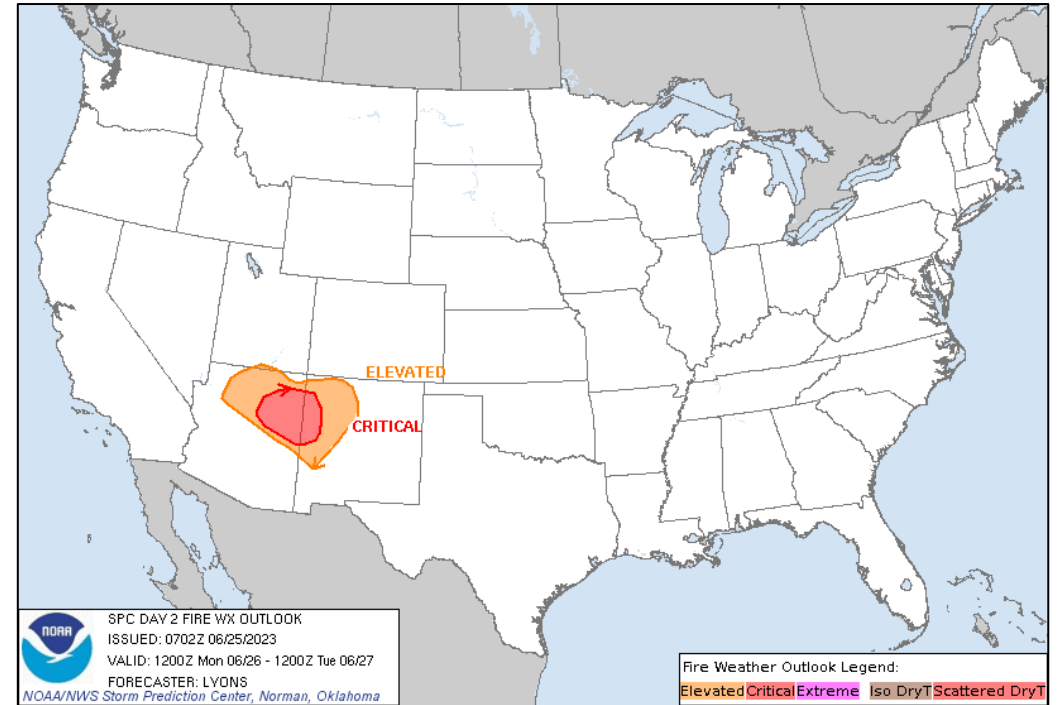 ELEVATED
CRITICAL
NOAA
SPC DAY 2 FIRE WX OUTLOOK
ISSUED: 0702Z 06/25/2023
VALID: 1200Z Mon 06/26 - 1200Z Tue 06/27
FORECASTER: LYONS
NOAA/NWS Storm Prediction Center, Norman, Oklahoma
Fire Weather Outlook Legend:
Elevated Critical Extreme Iso DryT Scattered DryT